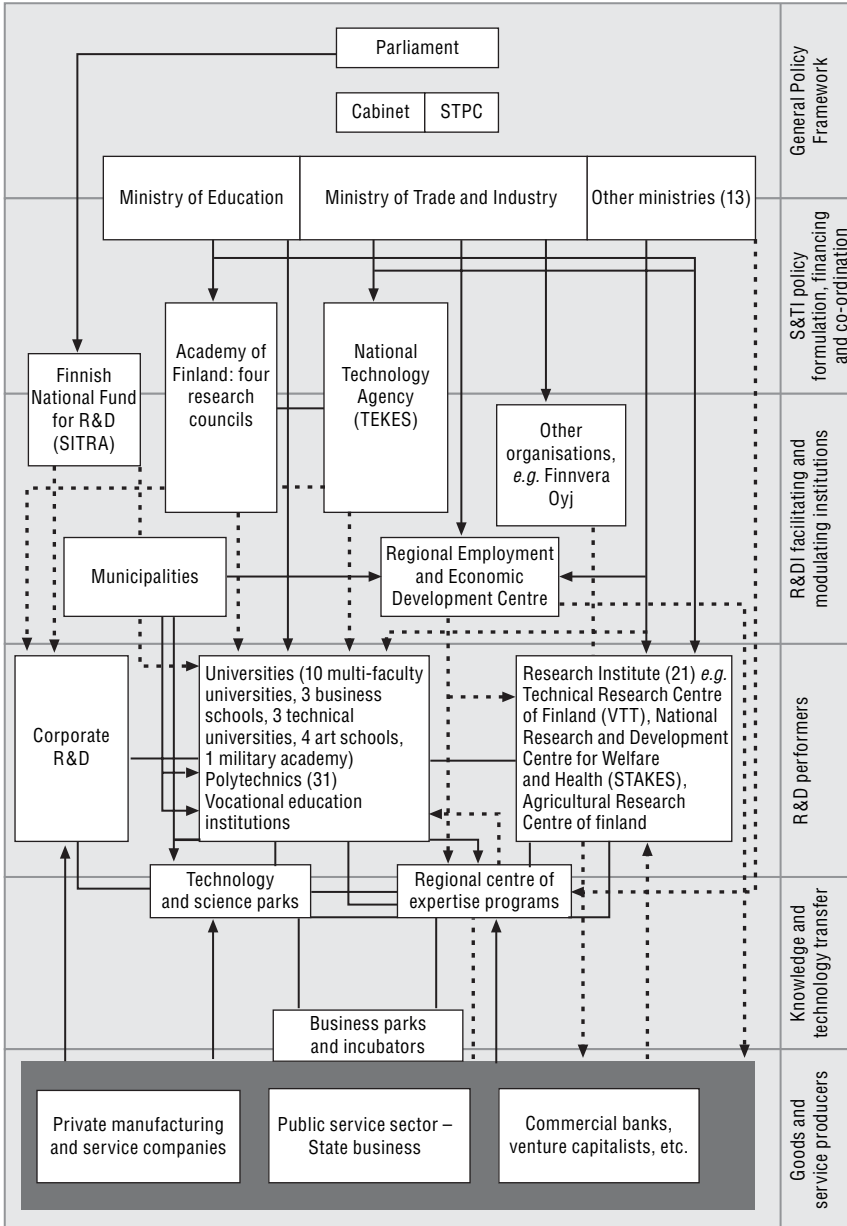 Parliament
Cabinet
STPC
General Policy
Framework
Ministry of Education
Ministry of Trade and Industry
Other ministries (13)
S&TI policy
formulation, financing
and co-ordination
Academy of
Finland: four
research
councils
National
Technology
Agency
(TEKES)
Finnish
National Fund
for R&D
(SITRA)
Other
organisations,
e.g. Finnvera
Oyj
R&DI facilitating and
modulating institutions
Municipalities
Regional Employment
and Economic
Development Centre
Corporate
R&D
Universities (10 multi-faculty
universities, 3 business
schools, 3 technical
universities, 4 art schools,
1 military academy)
Polytechnics (31)
Vocational education
institutions
Research Institute (21) e.g.
Technical Research Centre
of Finland (VTT), National
Research and Development
Centre for Welfare
and Health (STAKES),
Agricultural Research
Centre of finland
R&D performers
Technology
and science parks
Regional centre of
expertise programs
Knowledge and
technology transfer
Business parks
and incubators
Private manufacturing
and service companies
Public service sector –
State business
Commercial banks,
venture capitalists, etc.
Goods and
service producers